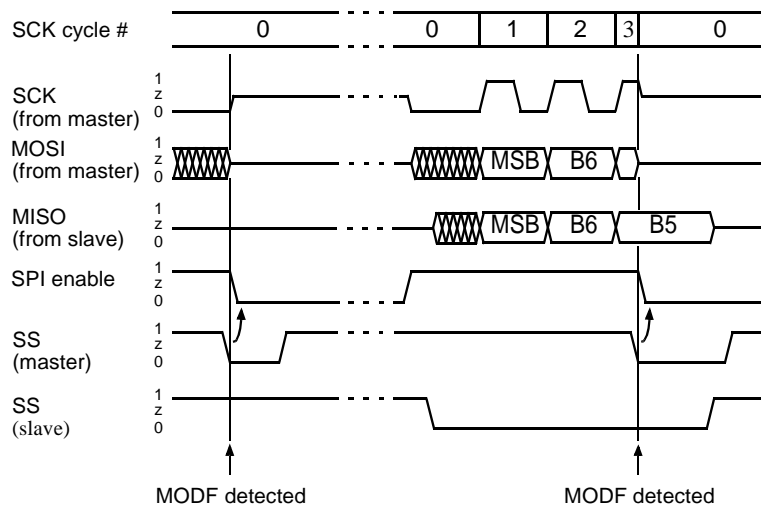 SCK cycle # 0 0 1 2 3 0
SCK
(from master)
1
z
0
MOSI
(from master)
1
z
0
MSB B6
MISO
(from slave)
1
z
0
MSB B6 B5
SPI enable
1
z
0
SS
(master)
1
z
0
SS
(slave)
1
z
0
MODF detected MODF detected